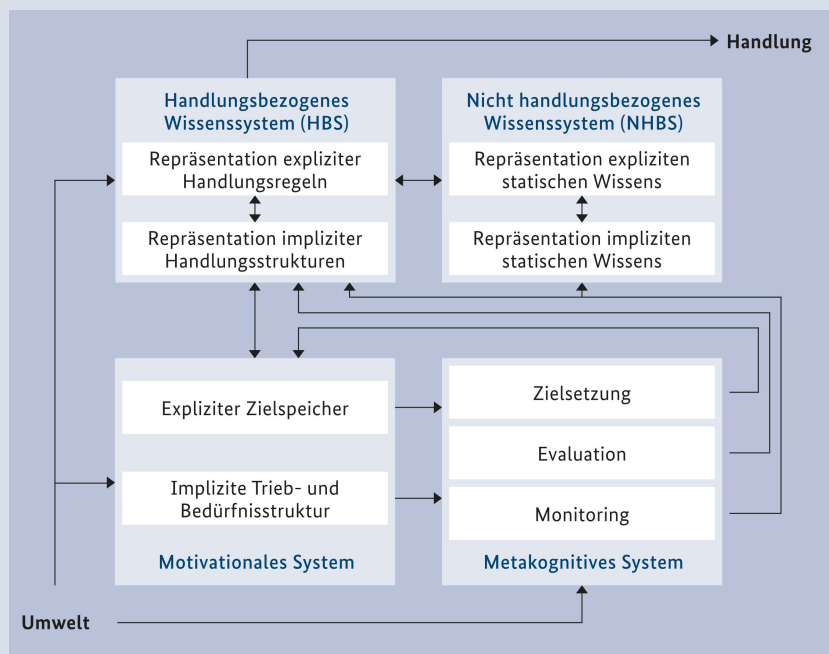 Handlung
Handlungsbezogenes
Wissenssystem (HBS)
Repräsentation expliziter
Handlungsregeln
Repräsentation impliziter
Handlungsstrukturen
Nicht handlungsbezogenes
Wissenssystem (NHBS)
Repräsentation expliziten
statischen Wissens
Repräsentation impliziten
statischen Wissens
Expliziter Zielspeicher
Implizite Trieb- und
Bedürfnisstruktur
Motivationales System
Zielsetzung
Evaluation
Monitoring
Metakognitives System
Umwelt